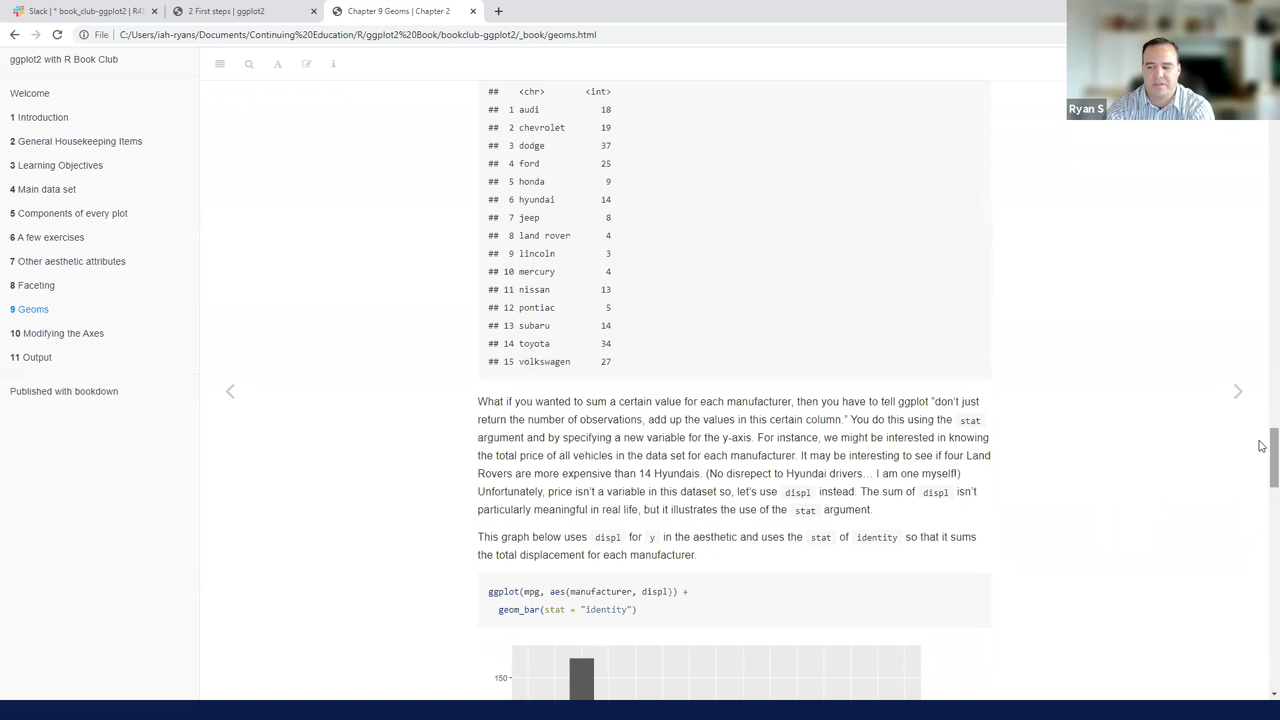 Slack | * book_club-ggplot2 | R4
2 First steps | ggplot2
Chapter 9 Geoms | Chapter 2
File
C:/Users/iah-ryans/Documents/Continuing%20Education/R/ggplot2%20Book/bookclub-ggplot2/_book/geoms.html
Ryan S
ggplot2 with R Book Club
Welcome
1 Introduction
2 General Housekeeping Items
3 Learning Objectives
4 Main data set
5 Components of every plot
6 A few exercises
7 Other aesthetic attributes
8 Faceting
9 Geoms
10 Modifying the Axes
11 Output
Published with bookdown
## <chr> <int>
## 1 audi 18
## 2 chevrolet 19
## 3 dodge 37
## 4 ford 25
## 5 honda 9
## 6 hyundai 14
## 7 jeep 8
## 8 land rover 4
## 9 lincoln 3
## 10 mercury 4
## 11 nissan 13
## 12 pontiac 5
## 13 subaru 14
## 14 toyota 34
## 15 volkswagen 27
What if you wanted to sum a certain value for each manufacturer, then you have to tell ggplot "don't just
return the number of observations, add up the values in this certain column." You do this using the stat
argument and by specifying a new variable for the y-axis. For instance, we might be interested in knowing
the total price of all vehicles in the data set for each manufacturer. It may be interesting to see if four Land
Rovers are more expensive than 14 Hyundais. (No disrepect to Hyundai drivers… I am one myself!)
Unfortunately, price isn't a variable in this dataset so, let's use displ instead. The sum of displ isn't
particularly meaningful in real life, but it illustrates the use of the stat argument.
This graph below uses displ for y in the aesthetic and uses the stat of identity so that it sums
the total displacement for each manufacturer.
ggplot(mpg, aes(manufacturer, displ)) +
geom_bar(stat = "identity")
150